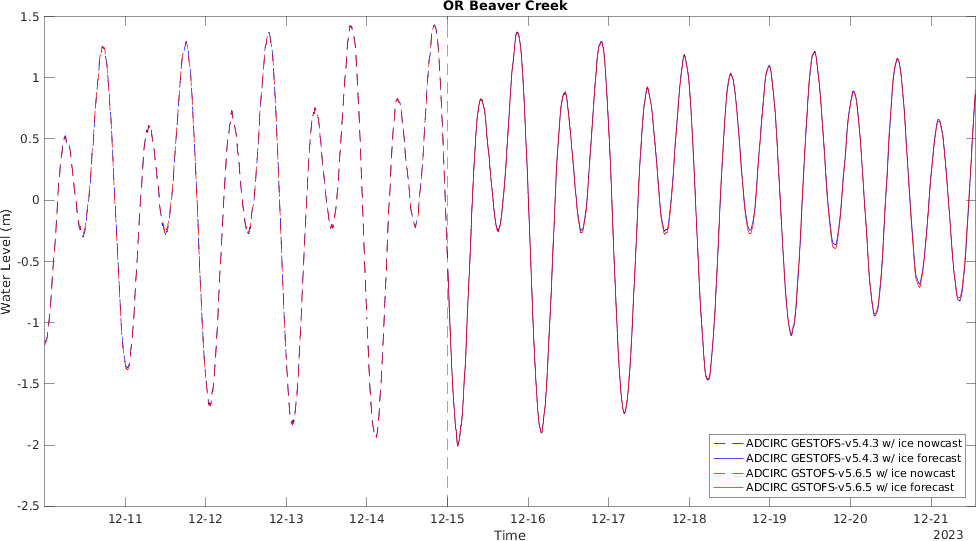 OR Beaver Creek
1.5
1
0.5
0
-0.5
-1
-1.5
-2
-2.5
Water Level (m)
ADCIRC GESTOFS-v5.4.3 w/ ice nowcast
ADCIRC GESTOFS-v5.4.3 w/ ice forecast
ADCIRC GSTOFS-v5.6.5 w/ ice nowcast
ADCIRC GSTOFS-v5.6.5 w/ ice forecast
12-11 12-12 12-13 12-14 12-15 12-16 12-17 12-18 12-19 12-20 12-21
Time 2023